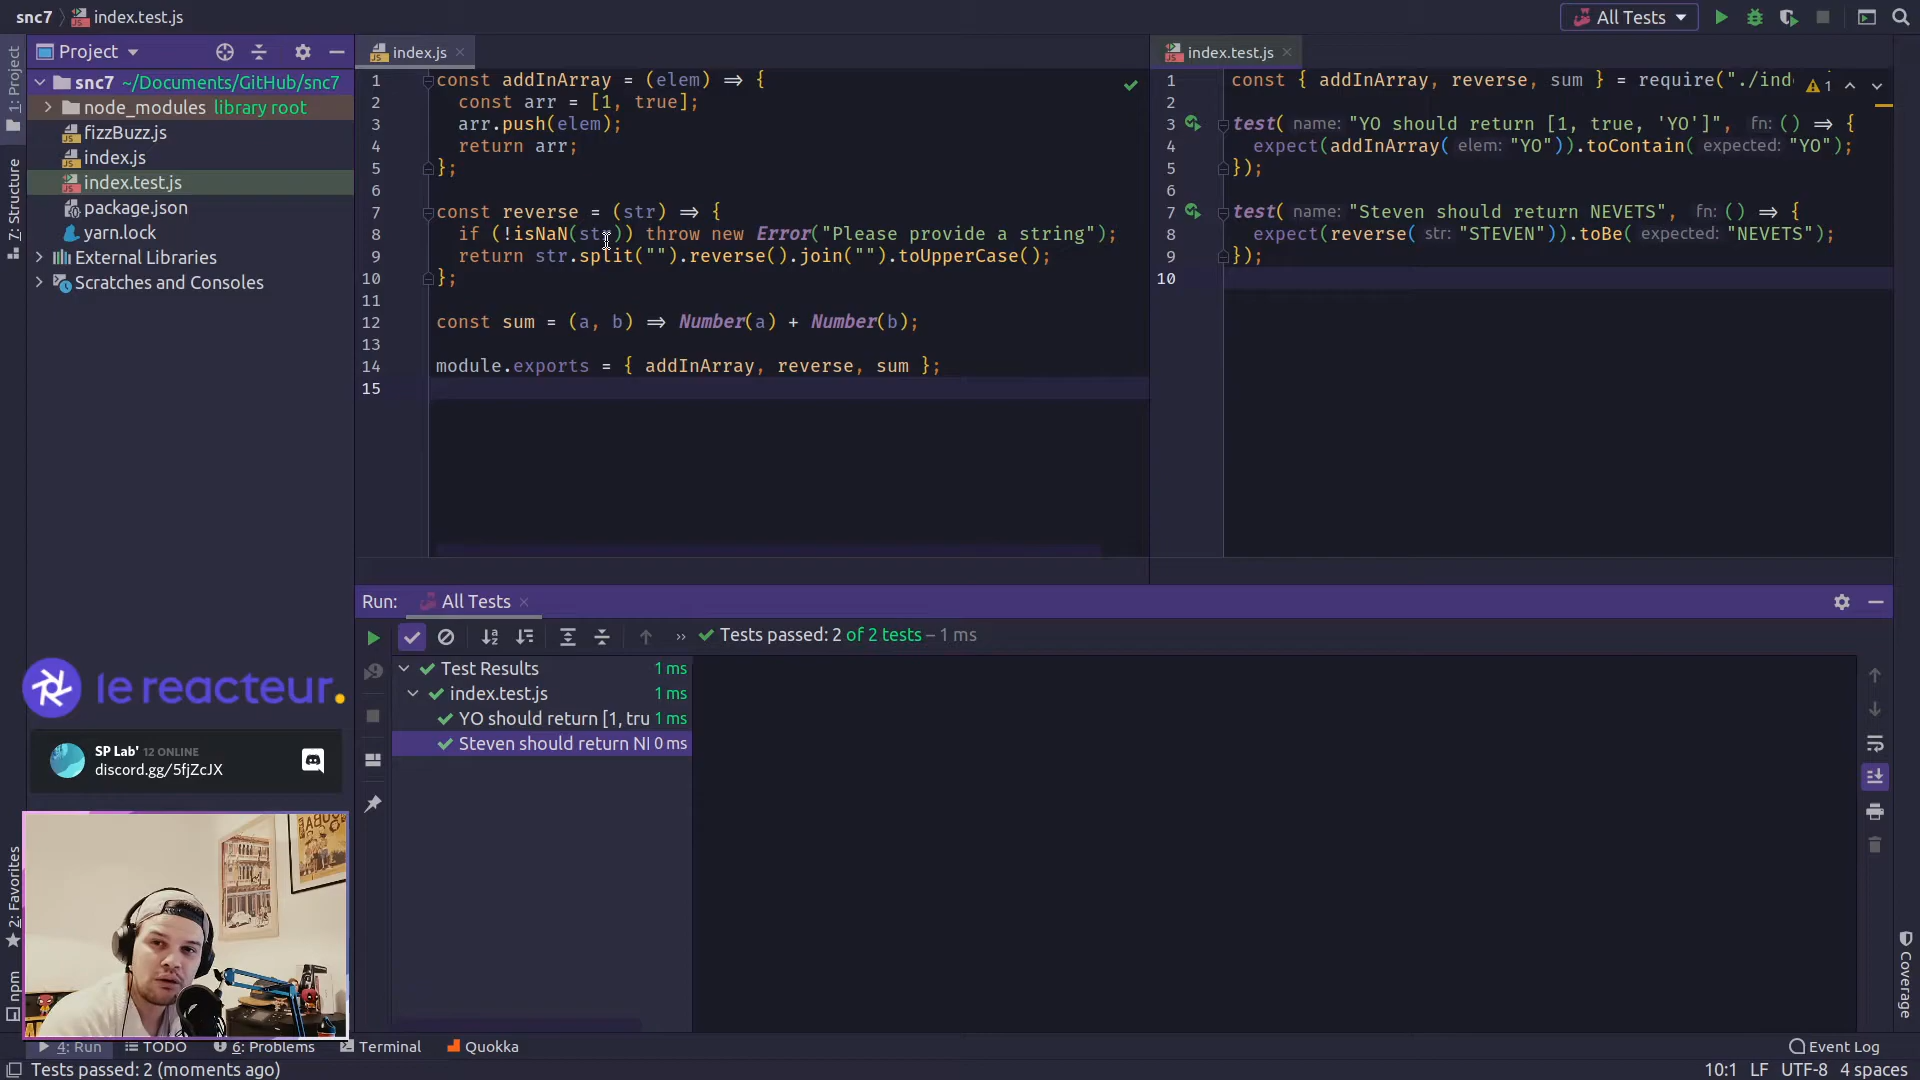 snc7 index.test.js
All Tests
Project
index.js
index.test.js
1: Project
7: Structure
snc7 ~/Documents/GitHub/snc7
node_modules library root
fizzBuzz.js
index.js
index.test.js
package.json
yarn.lock
External Libraries
Scratches and Consoles
1 const addInArray = (elem) => {
2 const arr = [1, true];
3 arr.push(elem);
4 return arr;
5 };
6
7 const reverse = (str) => {
8 if (!isNaN(str)) throw new Error("Please provide a string");
9 return str.split("").reverse().join("").toUpperCase();
10 };
11
12 const sum = (a, b) => Number(a) + Number(b);
13
14 module.exports = { addInArray, reverse, sum };
15
1 const { addInArray, reverse, sum } = require("./ind 1
2
3 test( name: "YO should return [1, true, 'YO']", fn: () => {
4 expect(addInArray( elem: "YO")).toContain( expected: "YO");
5 });
6
7 test( name: "Steven should return NEVETS", fn: () => {
8 expect(reverse( str: "STEVEN")).toBe( expected: "NEVETS");
9 });
10
Run: All Tests
Tests passed: 2 of 2 tests – 1 ms
Test Results 1 ms
index.test.js 1 ms
YO should return [1, tru 1 ms
Steven should return NI 0 ms
le reacteur.
SP Lab' 12 ONLINE
discord.gg/5fjZcJX
2: Favorites
npm
Coverage
4: Run TODO 6: Problems Terminal Quokka Event Log
Tests passed: 2 (moments ago) 10:1 LF UTF-8 4 spaces